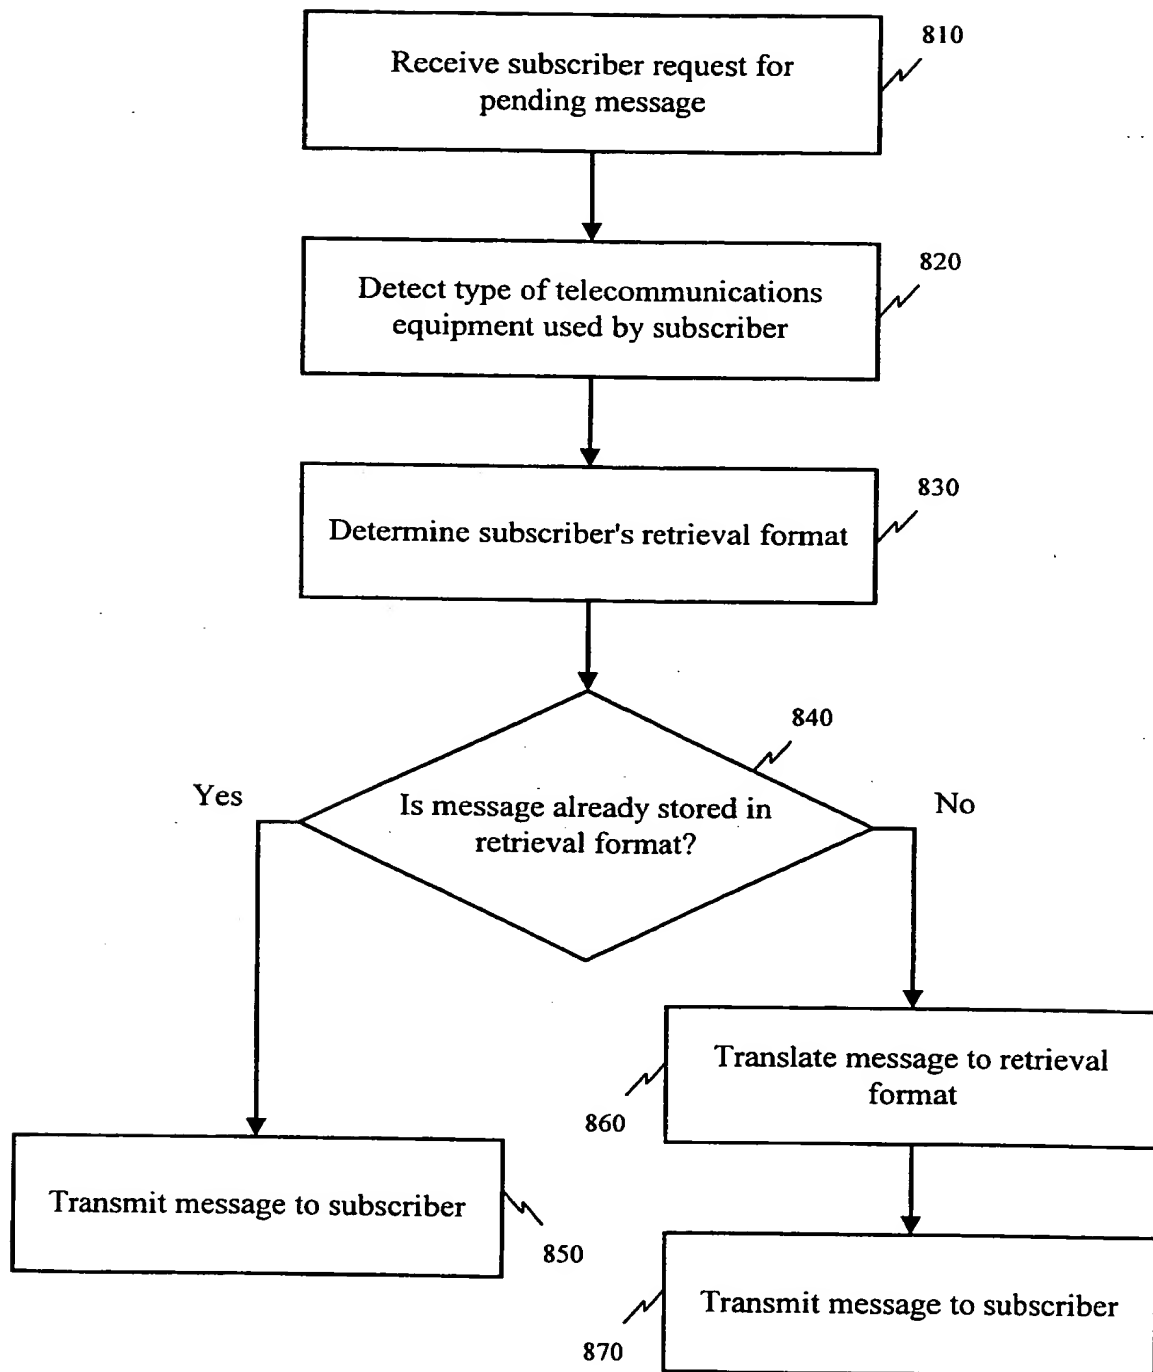 810
Receive subscriber request for
pending message
820
Detect type of telecommunications
equipment used by subscriber
830
Determine subscriber's retrieval format
840
Yes
No
Is message already stored in
retrieval format?
Translate message to retrieval
format
860
Transmit message to subscriber
850
Transmit message to subscriber
870